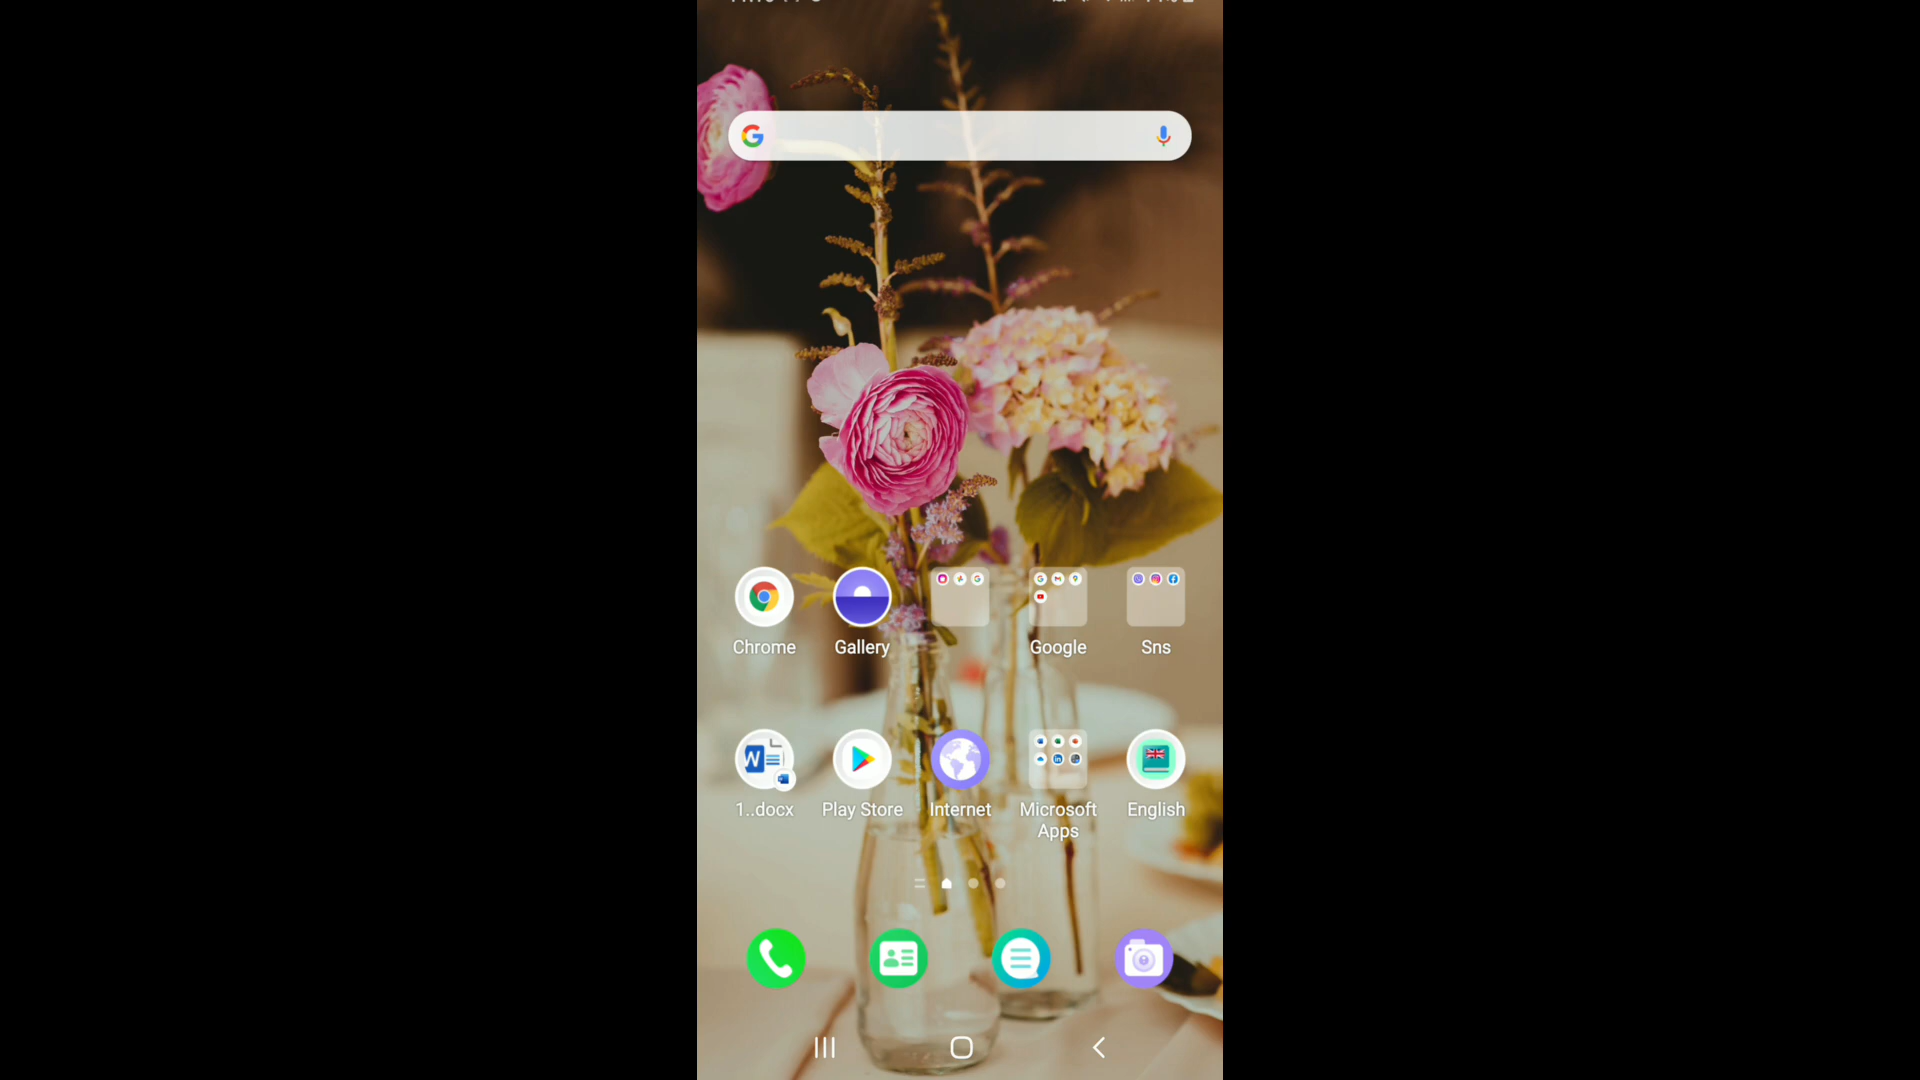 Chrome
Gallery
Google
Sns
1..docx
Play Store
Internet
Microsoft
Apps
English